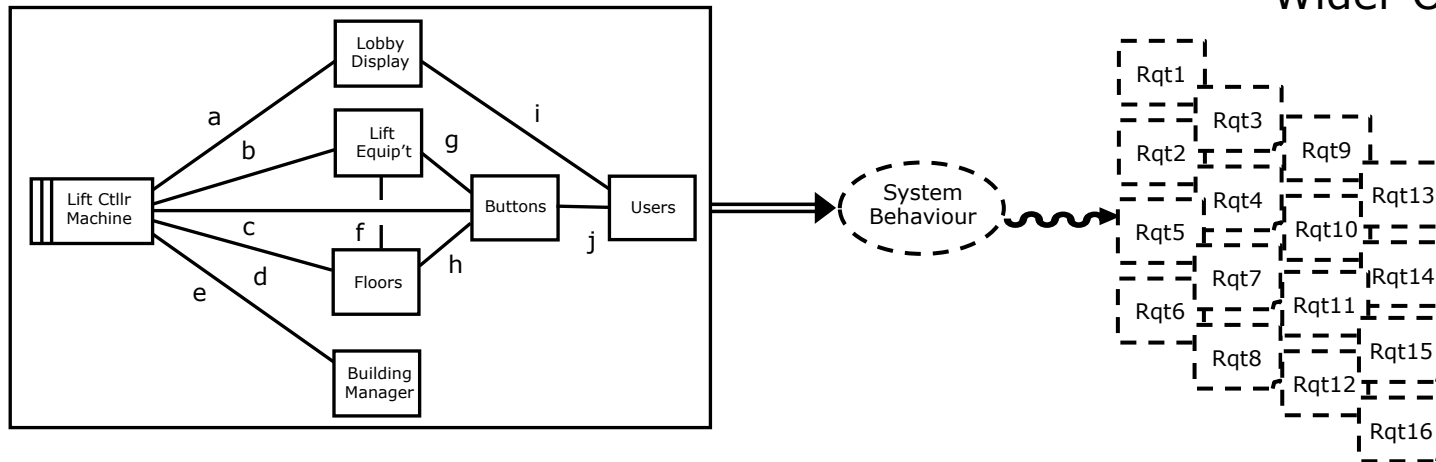 Wider
Lobby
Display
a
i
Lift
Equip't
g
b
Lift Ctllr
Machine
Buttons
Users
c
f
j
h
d
Floors
e
Building
Manager
System
Behaviour
Rqt1
Rqt3
Rqt2
Rqt9
Rqt4
Rqt13
Rqt5
Rqt10
Rqt7
Rqt14
Rqt6
Rqt11
Rqt8
Rqt15
Rqt12
Rqt16